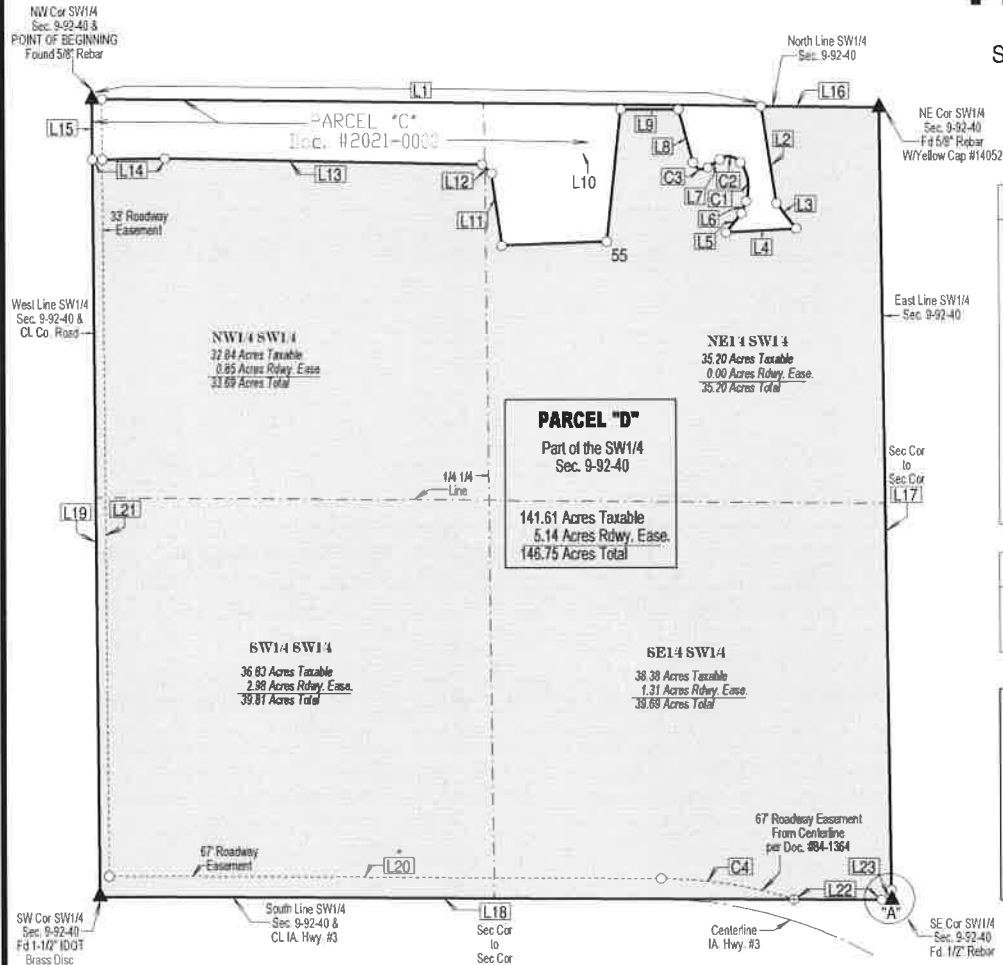 NW Cor SW1/4
Sec. 9-92-40 &
POINT OF BEGINNING
Found 5/8" Rebar
North Line SW1/4
Sec. 9-92-40
S
L1
L16
L15
PARCEL "C"
L9
L2
NE Cor SW1/4
Sec. 9-92-40
Fd 5/8" Rebar
W/Yellow Cap #14052
L8
C3
C2
L14
L13
L12
L10
L7
C1
L3
L11
L6
L5
L4
55
33' Roadway
Easement
West Line SW1/4
Sec. 9-92-40 &
CL Co. Road
East Line SW1/4
Sec. 9-92-40
NW1/4 SW1/4
32.84 Acres Taxable
0.85 Acres Rdwy. Ease
33.69 Acres Total
NE1/4 SW1/4
35.20 Acres Taxable
0.00 Acres Rdwy. Ease.
35.20 Acres Total
PARCEL "D"
Part of the SW1/4
Sec. 9-92-40
141.61 Acres Taxable
5.14 Acres Rdwy. Ease.
146.75 Acres Total
1/4 1/4
Line
Sec Cor
to
Sec Cor
L17
L19
L21
SW1/4 SW1/4
36.83 Acres Taxable
2.98 Acres Rdwy. Ease.
39.81 Acres Total
SE1/4 SW1/4
38.38 Acres Taxable
1.31 Acres Rdwy. Ease.
39.69 Acres Total
67' Roadway
Easement
L20
67' Roadway Easement
From Centerline
per Doc. #84-1364
C4
L23
L22
"A"
SW Cor SW1/4
Sec. 9-92-40
Fd 1-1/2" IDOT
Brass Disc
South Line SW1/4
Sec. 9-92-40 &
CL IA. Hwy. #3
L18
Sec Cor
to
Sec Cor
Centerline
IA. Hwy. #3
SE Cor SW1/4
Sec. 9-92-40
Fd. 1/2" Rebar